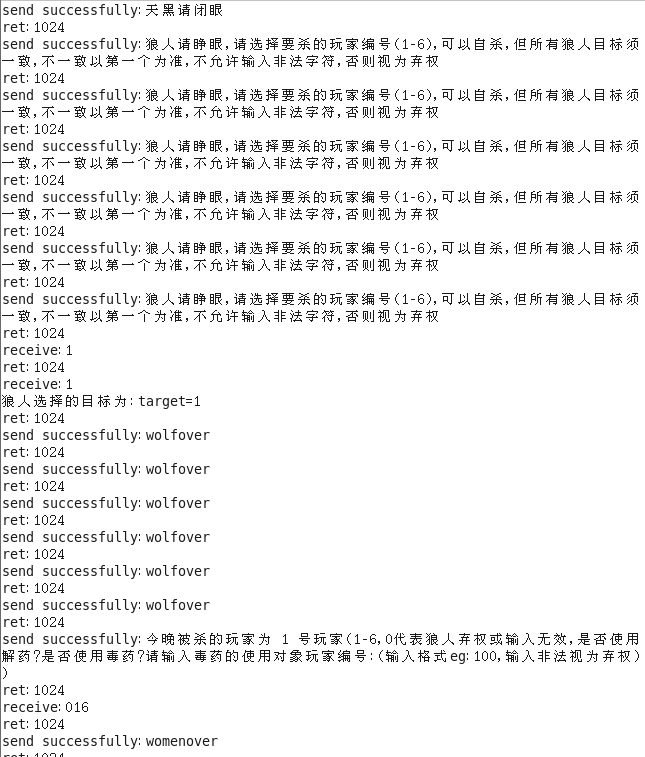 send successfully:天黑请闭眼
ret:1024
send successfully:狼人请睁眼,请选择要杀的玩家编号(1-6),可以自杀,但所有狼人目标须
一致,不一致以第一个为准,不允许输入非法字符,否则视为弃权
ret:1024
send successfully:狼人请睁眼,请选择要杀的玩家编号(1-6),可以自杀,但所有狼人目标须
一致,不一致以第一个为准,不允许输入非法字符,否则视为弃权
ret:1024
send successfully:狼人请睁眼,请选择要杀的玩家编号(1-6),可以自杀,但所有狼人目标须
一致,不一致以第一个为准,不允许输入非法字符,否则视为弃权
ret:1024
send successfully:狼人请睁眼,请选择要杀的玩家编号(1-6),可以自杀,但所有狼人目标须
一致,不一致以第一个为准,不允许输入非法字符,否则视为弃权
ret:1024
send successfully:狼人请睁眼,请选择要杀的玩家编号(1-6),可以自杀,但所有狼人目标须
一致,不一致以第一个为准,不允许输入非法字符,否则视为弃权
ret:1024
send successfully:狼人请睁眼,请选择要杀的玩家编号(1-6),可以自杀,但所有狼人目标须
一致,不一致以第一个为准,不允许输入非法字符,否则视为弃权
ret:1024
receive:1
ret:1024
receive:1
狼人选择的目标为:target=1
ret:1024
send successfully:wolfover
ret:1024
send successfully:wolfover
ret:1024
send successfully:wolfover
ret:1024
send successfully:wolfover
ret:1024
send successfully:wolfover
ret:1024
send successfully:wolfover
ret:1024
send successfully:今晚被杀的玩家为 1 号玩家(1-6,0代表狼人弃权或输入无效,是否使用
解药?是否使用毒药?请输入毒药的使用对象玩家编号:(输入格式eg:100,输入非法视为弃权)
)
ret:1024
receive:016
ret:1024
send successfully:womenover
ret:1024